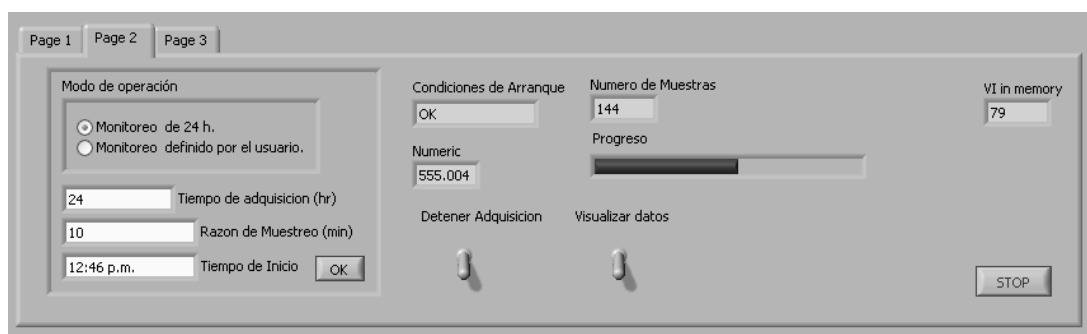 Page 1
Page 2
Page 3
Modo de operación
Monitoreo de 24 h.
Monitoreo definido por el usuario.
24
Tiempo de adquisicion (hr)
10
Razon de Muestreo (min)
12:46 p.m.
Tiempo de Inicio
OK
Condiciones de Arranque
OK
Numeric
555.004
Detener Adquisicion
Numero de Muestras
144
Progreso
Visualizar datos
VI in memory
79
STOP